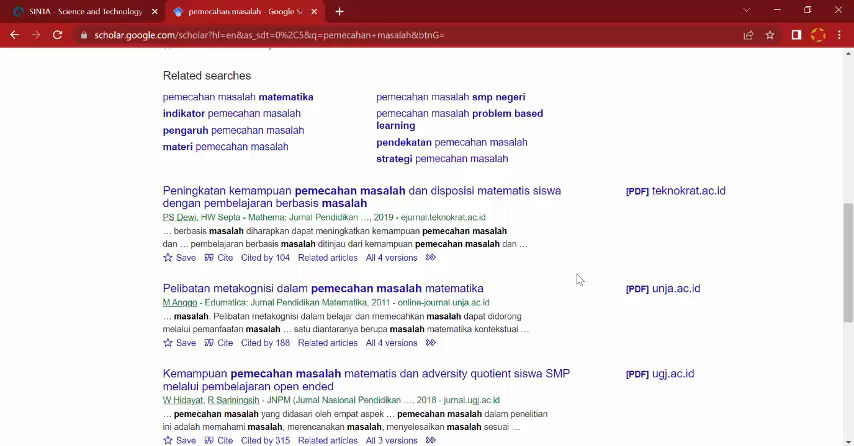 SINTA - Science and Technology
pemecahan masalah - Google Sc
scholar.google.com/scholar?hl=en&as_sdt=0%2C5&q=pemecahan+masalah&btnG=
Related searches
pemecahan masalah matematika
indikator pemecahan masalah
pengaruh pemecahan masalah
materi pemecahan masalah
pemecahan masalah smp negeri
pemecahan masalah problem based
learning
pendekatan pemecahan masalah
strategi pemecahan masalah
Peningkatan kemampuan pemecahan masalah dan disposisi matematis siswa
dengan pembelajaran berbasis masalah
[PDF] teknokrat.ac.id
PS Dewi, HW Septa - Mathema: Jurnal Pendidikan …, 2019 - ejurnal.teknokrat.ac.id
… berbasis masalah diharapkan dapat meningkatkan kemampuan pemecahan masalah
dan … pembelajaran berbasis masalah ditinjau dari kemampuan pemecahan masalah dan …
Save Cite Cited by 104 Related articles All 4 versions
Pelibatan metakognisi dalam pemecahan masalah matematika
[PDF] unja.ac.id
M Anggo - Edumatica: Jurnal Pendidikan Matematika, 2011 - online-journal.unja.ac.id
… masalah. Pelibatan metakognisi dalam belajar dan memecahkan masalah dapat didorong
melalui pemanfaatan masalah … satu diantaranya berupa masalah matematika kontekstual …
Save Cite Cited by 188 Related articles All 4 versions
Kemampuan pemecahan masalah matematis dan adversity quotient siswa SMP
melalui pembelajaran open ended
[PDF] ugj.ac.id
W Hidayat, R Sariningsih - JNPM (Jurnal Nasional Pendidikan …, 2018 - jurnal.ugj.ac.id
… pemecahan masalah yang didasari oleh empat aspek … pemecahan masalah dalam penelitian
ini adalah memahami masalah, merencanakan masalah, menyelesaikan masalah sesuai …
Save Cite Cited by 315 Related articles All 3 versions